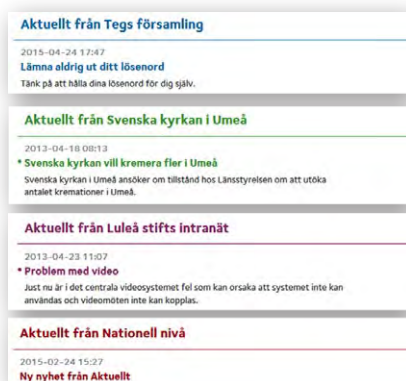 Aktuellt från Tegs församling
2015-04-24 17:47
Lämna aldrig ut ditt lösenord
Tänk på att hålla dina lösenord för dig själv.
Aktuellt från Svenska kyrkan i Umeå
2013-04-18 08:13
* Svenska kyrkan vill kremera fler i Umeå
Svenska kyrkan i Umeå ansöker om tillstånd hos Länsstyrelsen om att utöka
antalet kremationer i Umeå.
Aktuellt från Luleå stifts intranät
2013-04-23 11:07
* Problem med video
Just nu är i det centrala videosystemet fel som kan orsaka att systemet inte kan
användas och videomöten inte kan kopplas.
Aktuellt från Nationell nivå
2015-02-24 15:27
Ny nyhet från Aktuellt